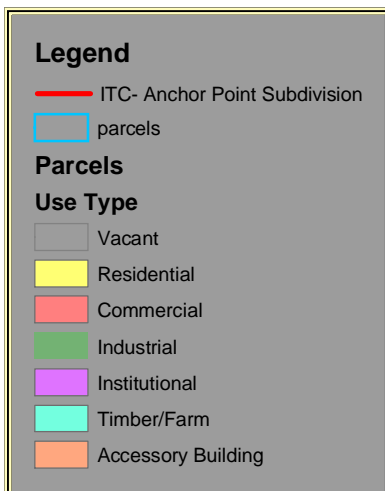 Legend
ITC- Anchor Point Subdivision
parcels
Parcels
Use Type
Vacant
Residential
Commercial
Industrial
Institutional
Timber/Farm
Accessory Building